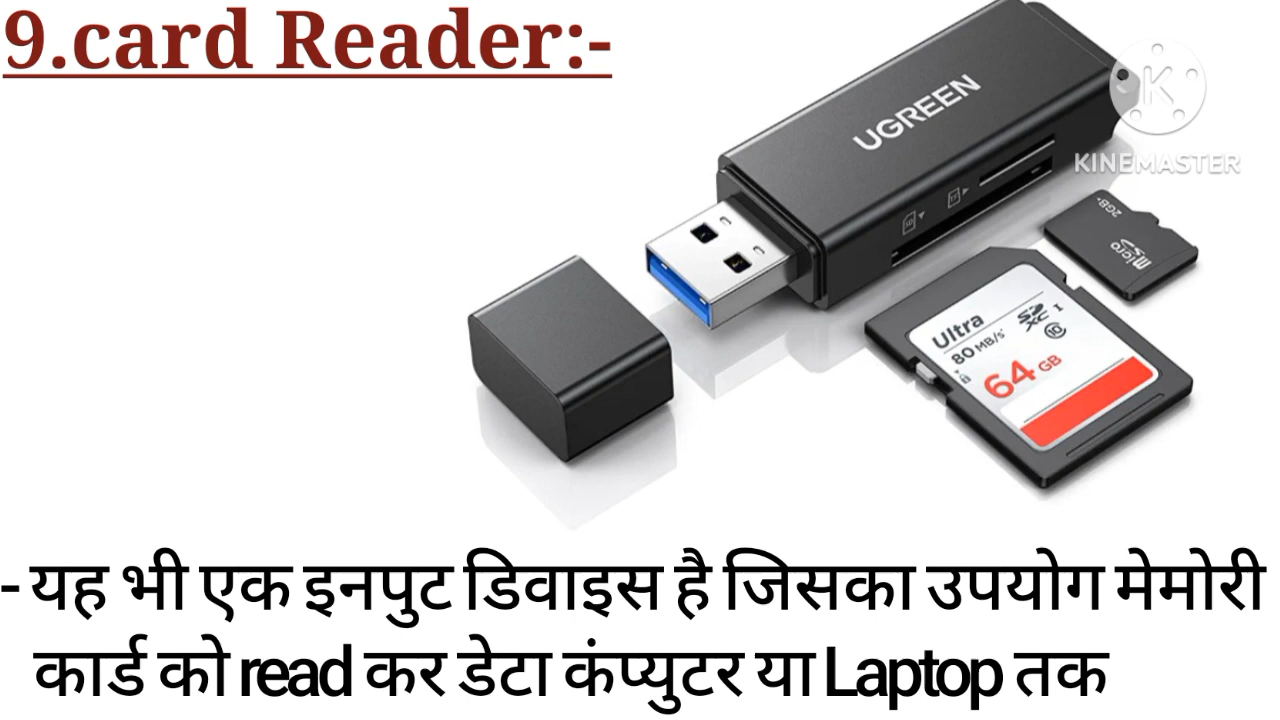 9.card Reader:-
UGREEN
KINEMASTER
2GB
micro
Ultra
80 MB/s
64 GB
- यह भी एक इनपुट डिवाइस है जिसका उपयोग मेमोरी
कार्ड को read कर डेटा कंप्युटर या Laptop तक